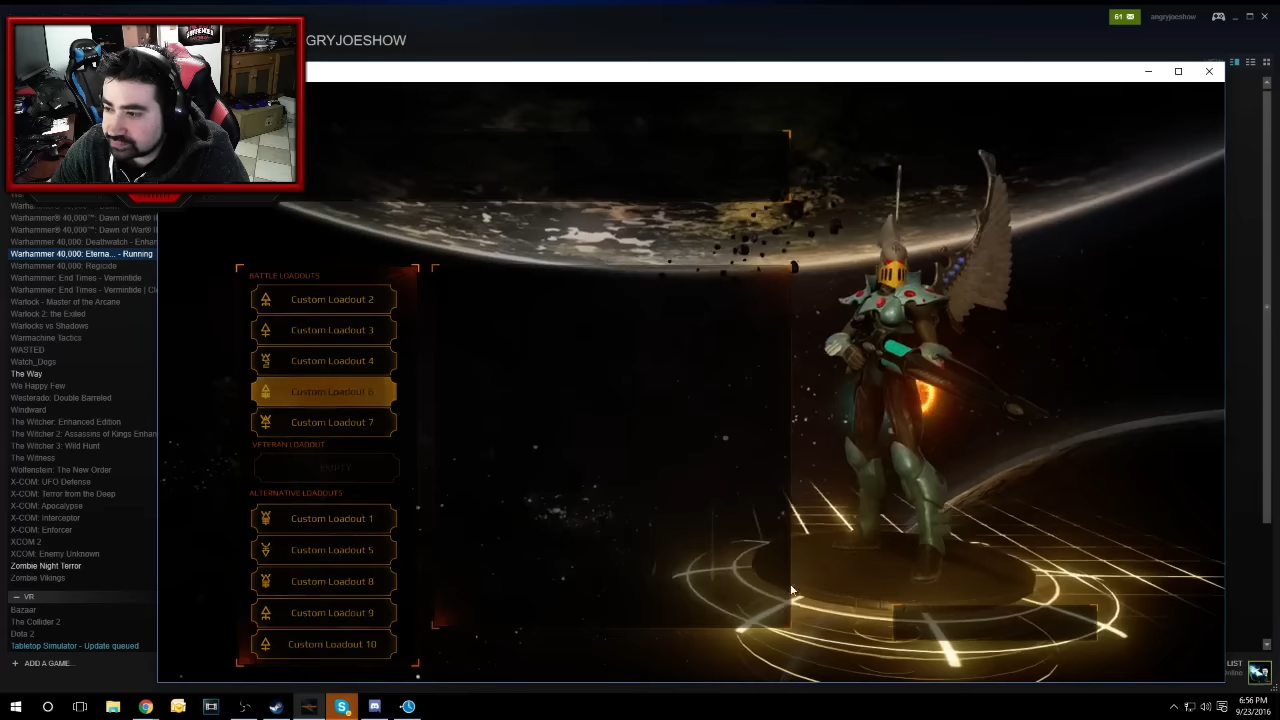 61
angryjoeshow
GRYJOESHOW
Warhammer® 40,000™: Dawn of War® II
Warhammer® 40,000™: Dawn of War® II
Warhammer 40,000: Deathwatch - Enhan
Warhammer 40,000: Eterna... - Running
Warhammer 40,000: Regicide
Warhammer: End Times - Vermintide
Warhammer: End Times - Vermintide | Cl
Warlock - Master of the Arcane
Warlock 2: the Exiled
Warlocks vs Shadows
Warmachine Tactics
WASTED
Watch_Dogs
The Way
We Happy Few
Westerado: Double Barreled
Windward
The Witcher: Enhanced Edition
The Witcher 2: Assassins of Kings Enhan
The Witcher 3: Wild Hunt
The Witness
Wolfenstein: The New Order
X-COM: UFO Defense
X-COM: Terror from the Deep
X-COM: Apocalypse
X-COM: Interceptor
X-COM: Enforcer
XCOM 2
XCOM: Enemy Unknown
Zombie Night Terror
Zombie Vikings
— VR
Bazaar
The Collider 2
Dota 2
Tabletop Simulator - Update queued
+ ADD A GAME...
BATTLE LOADOUTS
Custom Loadout 2
Custom Loadout 3
Custom Loadout 4
Custom Loadout 6
Custom Loadout 7
VETERAN LOADOUT
EMPTY
ALTERNATIVE LOADOUTS
Custom Loadout 1
Custom Loadout 5
Custom Loadout 8
Custom Loadout 9
Custom Loadout 10
LIST
6:56 PM
9/23/2016